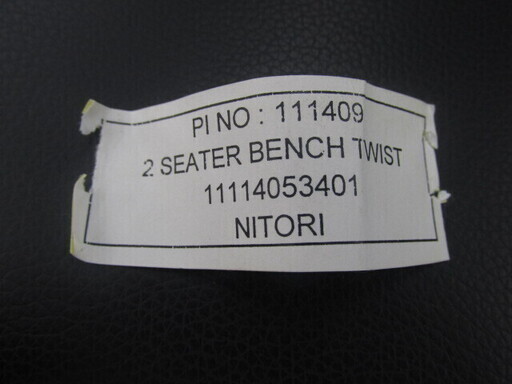 PI NO : 111409
2 SEATER BENCH TWIST
11114053401
NITORI